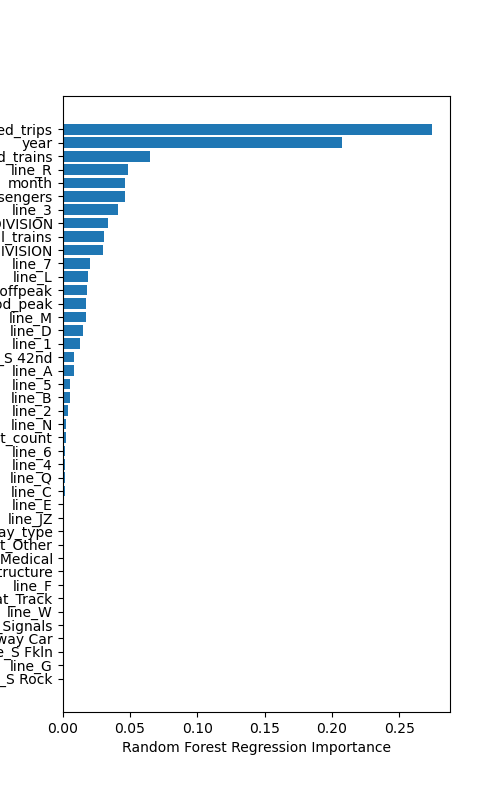 ed_trips
year
d_trains
line_R
month
sengers
line_3
DIVISION
l_trains
IVISION
line_7
line_L
offpeak
od_peak
line_M
line_D
line_1
_S 42nd
line_A
line_5
line_B
line_2
line_N
t_count
line_6
line_4
line_Q
line_C
line_E
line_JZ
ay_type
t_Other
Medical
tructure
line_F
at_Track
line_W
Signals
way Car
e_S Fkln
line_G
_S Rock
0.00 0.05 0.10 0.15 0.20 0.25
Random Forest Regression Importance